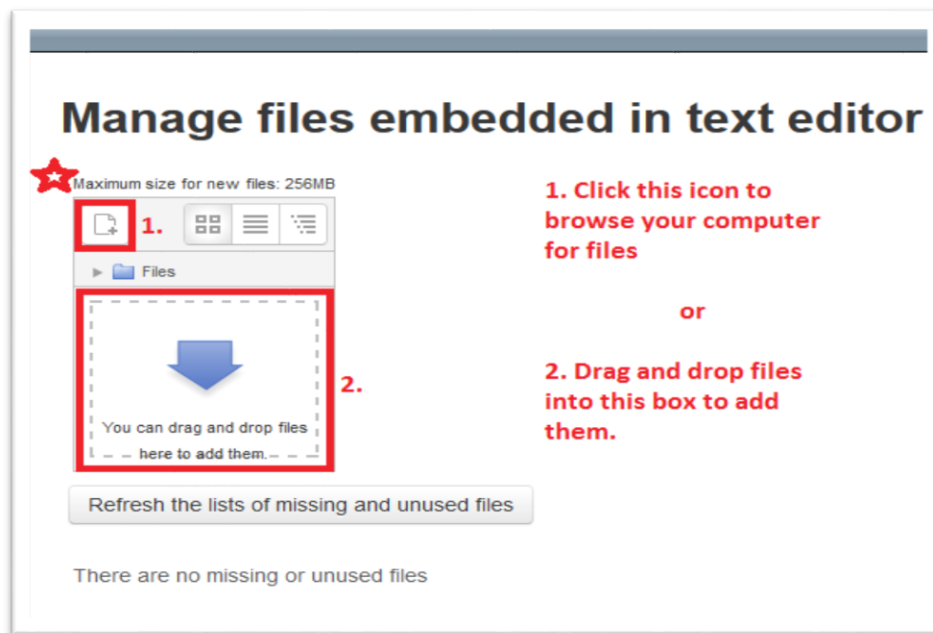 Manage files embedded in text editor
Maximum size for new files: 256MB
1.
Files
You can drag and drop files
here to add them.
2.
1. Click this icon to
browse your computer
for files
or
2. Drag and drop files
into this box to add
them.
Refresh the lists of missing and unused files
There are no missing or unused files